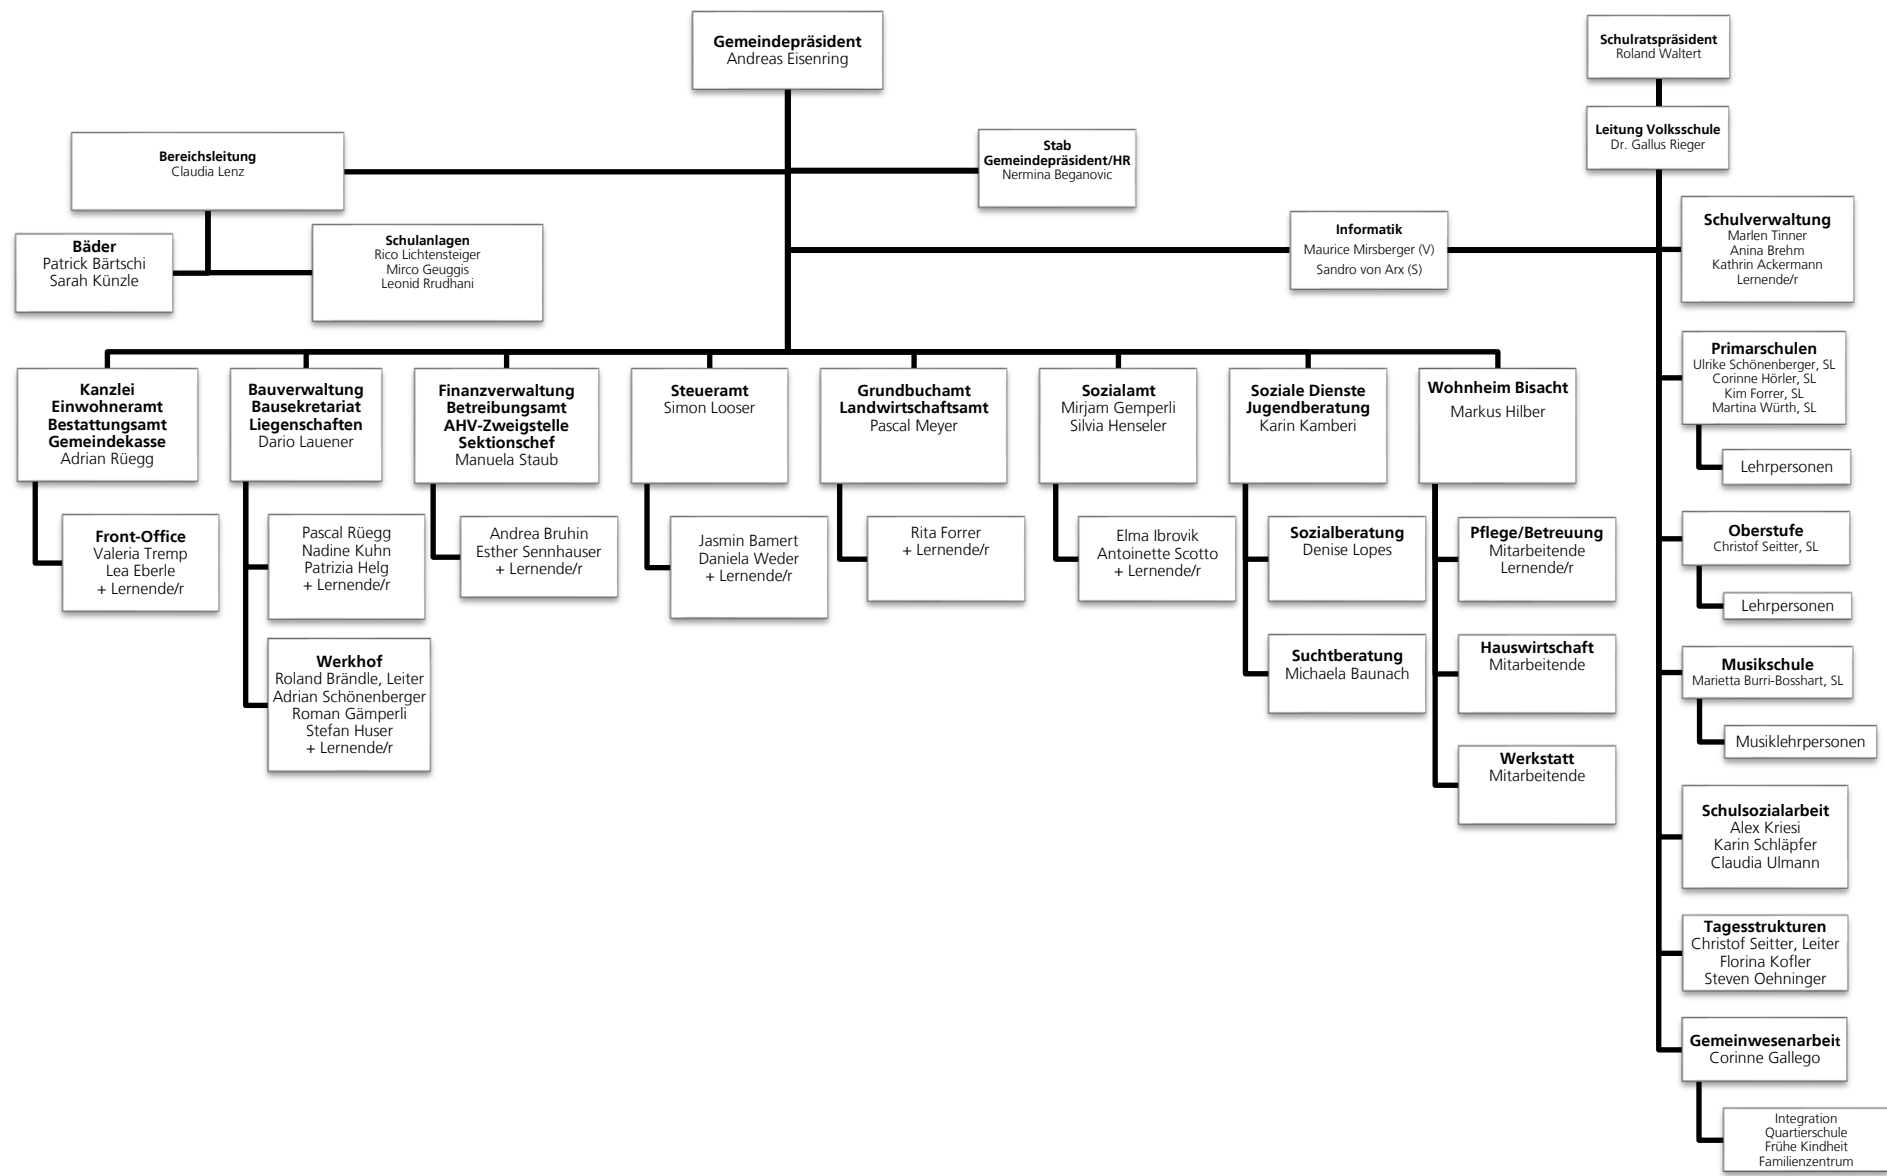 Gemeindepräsident
Andreas Eisenring
Schulratspräsident
Roland Waltert
Leitung Volksschule
Dr. Gallus Rieger
Bereichsleitung
Claudia Lenz
Stab
Gemeindepräsident/HR
Nermina Beganovic
Bäder
Patrick Bärtschi
Sarah Künzle
Schulanlagen
Rico Lichtensteiger
Mirco Geuggis
Leonid Rrudhani
Informatik
Maurice Mirsberger (V)
Sandro von Arx (S)
Schulverwaltung
Marlen Tinner
Anina Brehm
Kathrin Ackermann
Lernende/r
Kanzlei
Einwohneramt
Bestattungsamt
Gemeindekasse
Adrian Rüegg
Bauverwaltung
Bausekretariat
Liegenschaften
Dario Lauener
Finanzverwaltung
Betreibungsamt
AHV-Zweigstelle
Sektionschef
Manuela Staub
Steueramt
Simon Looser
Grundbuchamt
Landwirtschaftsamt
Pascal Meyer
Sozialamt
Mirjam Gemperli
Silvia Henseler
Soziale Dienste
Jugendberatung
Karin Kamberi
Wohnheim Bisacht
Markus Hilber
Primarschulen
Ulrike Schönenberger, SL
Corinne Hörler, SL
Kim Forrer, SL
Martina Würth, SL
Lehrpersonen
Front-Office
Valeria Tremp
Lea Eberle
+ Lernende/r
Pascal Rüegg
Nadine Kuhn
Patrizia Helg
+ Lernende/r
Andrea Bruhin
Esther Sennhauser
+ Lernende/r
Jasmin Bamert
Daniela Weder
+ Lernende/r
Rita Forrer
+ Lernende/r
Elma Ibrovik
Antoinette Scotto
+ Lernende/r
Sozialberatung
Denise Lopes
Pflege/Betreuung
Mitarbeitende
Lernende/r
Oberstufe
Christof Seitter, SL
Lehrpersonen
Werkhof
Roland Brändle, Leiter
Adrian Schönenberger
Roman Gämperli
Stefan Huser
+ Lernende/r
Suchtberatung
Michaela Baunach
Hauswirtschaft
Mitarbeitende
Musikschule
Marietta Burri-Bosshart, SL
Musiklehrpersonen
Werkstatt
Mitarbeitende
Schulsozialarbeit
Alex Kriesi
Karin Schläpfer
Claudia Ulmann
Tagesstrukturen
Christof Seitter, Leiter
Florina Kofler
Steven Oehninger
Gemeinwesenarbeit
Corinne Gallego
Integration
Quartierschule
Frühe Kindheit
Familienzentrum